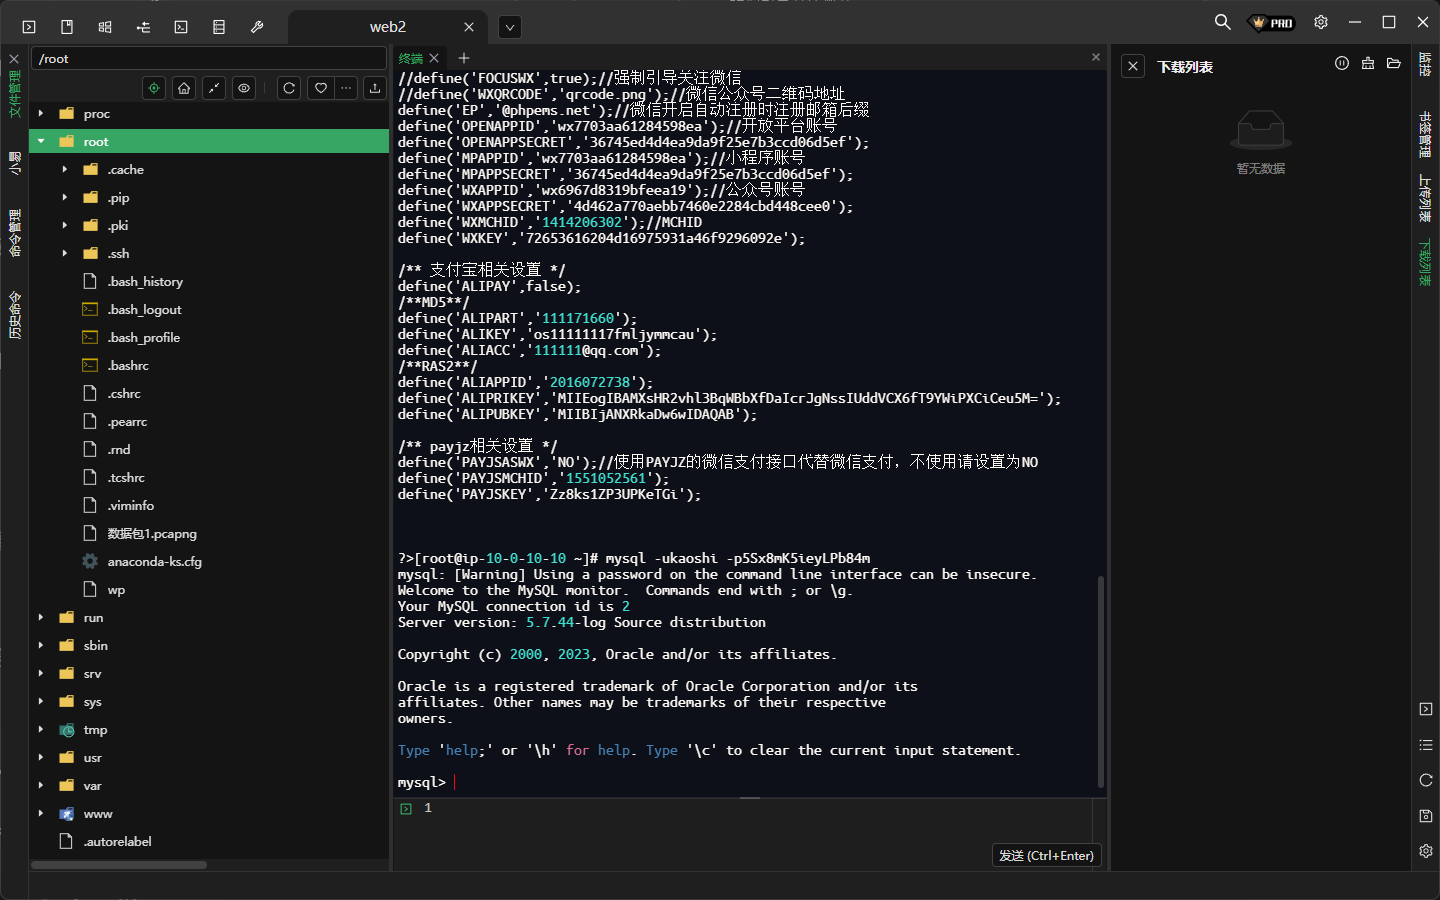 web2
PRO
/root
文件管理
小易
命令管理
历史命令
proc
root
.cache
.pip
.pki
.ssh
.bash_history
.bash_logout
.bash_profile
.bashrc
.cshrc
.pearrc
.rnd
.tcshrc
.viminfo
数据包1.pcapng
anaconda-ks.cfg
wp
run
sbin
srv
sys
tmp
usr
var
www
.autorelabel
终端
//define('FOCUSWX',true);//强制引导关注微信
//define('WXQRCODE','qrcode.png');//微信公众号二维码地址
define('EP','@phpems.net');//微信开启自动注册时注册邮箱后缀
define('OPENAPPID','wx7703aa61284598ea');//开放平台账号
define('OPENAPPSECRET','36745ed4d4ea9da9f25e7b3ccd06d5ef');
define('MPAPPID','wx7703aa61284598ea');//小程序账号
define('MPAPPSECRET','36745ed4d4ea9da9f25e7b3ccd06d5ef');
define('WXAPPID','wx6967d8319bfeea19');//公众号账号
define('WXAPPSECRET','4d462a770aebb7460e2284cbd448cee0');
define('WXMCHID','1414206302');//MCHID
define('WXKEY','72653616204d16975931a46f9296092e');
/** 支付宝相关设置 */
define('ALIPAY',false);
/**MD5**/
define('ALIPART','111171660');
define('ALIKEY','os11111117fmljymmcau');
define('ALIACC','111111@qq.com');
/**RAS2**/
define('ALIAPPID','2016072738');
define('ALIPRIKEY','MIIEogIBAMXsHR2vhl3BqWBbXfDaIcrJgNssIUddVCX6fT9YWiPXCiCeu5M=');
define('ALIPUBKEY','MIIBIjANXRkaDw6wIDAQAB');
/** payjz相关设置 */
define('PAYJSASWX','NO');//使用PAYJZ的微信支付接口代替微信支付，不使用请设置为NO
define('PAYJSMCHID','1551052561');
define('PAYJSKEY','Zz8ks1ZP3UPKeTGi');
?>[root@ip-10-0-10-10 ~]# mysql -ukaoshi -p5Sx8mK5ieyLPb84m
mysql: [Warning] Using a password on the command line interface can be insecure.
Welcome to the MySQL monitor.  Commands end with ; or \g.
Your MySQL connection id is 2
Server version: 5.7.44-log Source distribution
Copyright (c) 2000, 2023, Oracle and/or its affiliates.
Oracle is a registered trademark of Oracle Corporation and/or its
affiliates. Other names may be trademarks of their respective
owners.
Type 'help;' or '\h' for help. Type '\c' to clear the current input statement.
mysql>
1
发送 (Ctrl+Enter)
下载列表
暂无数据
监控
书签管理
上传列表
下载列表